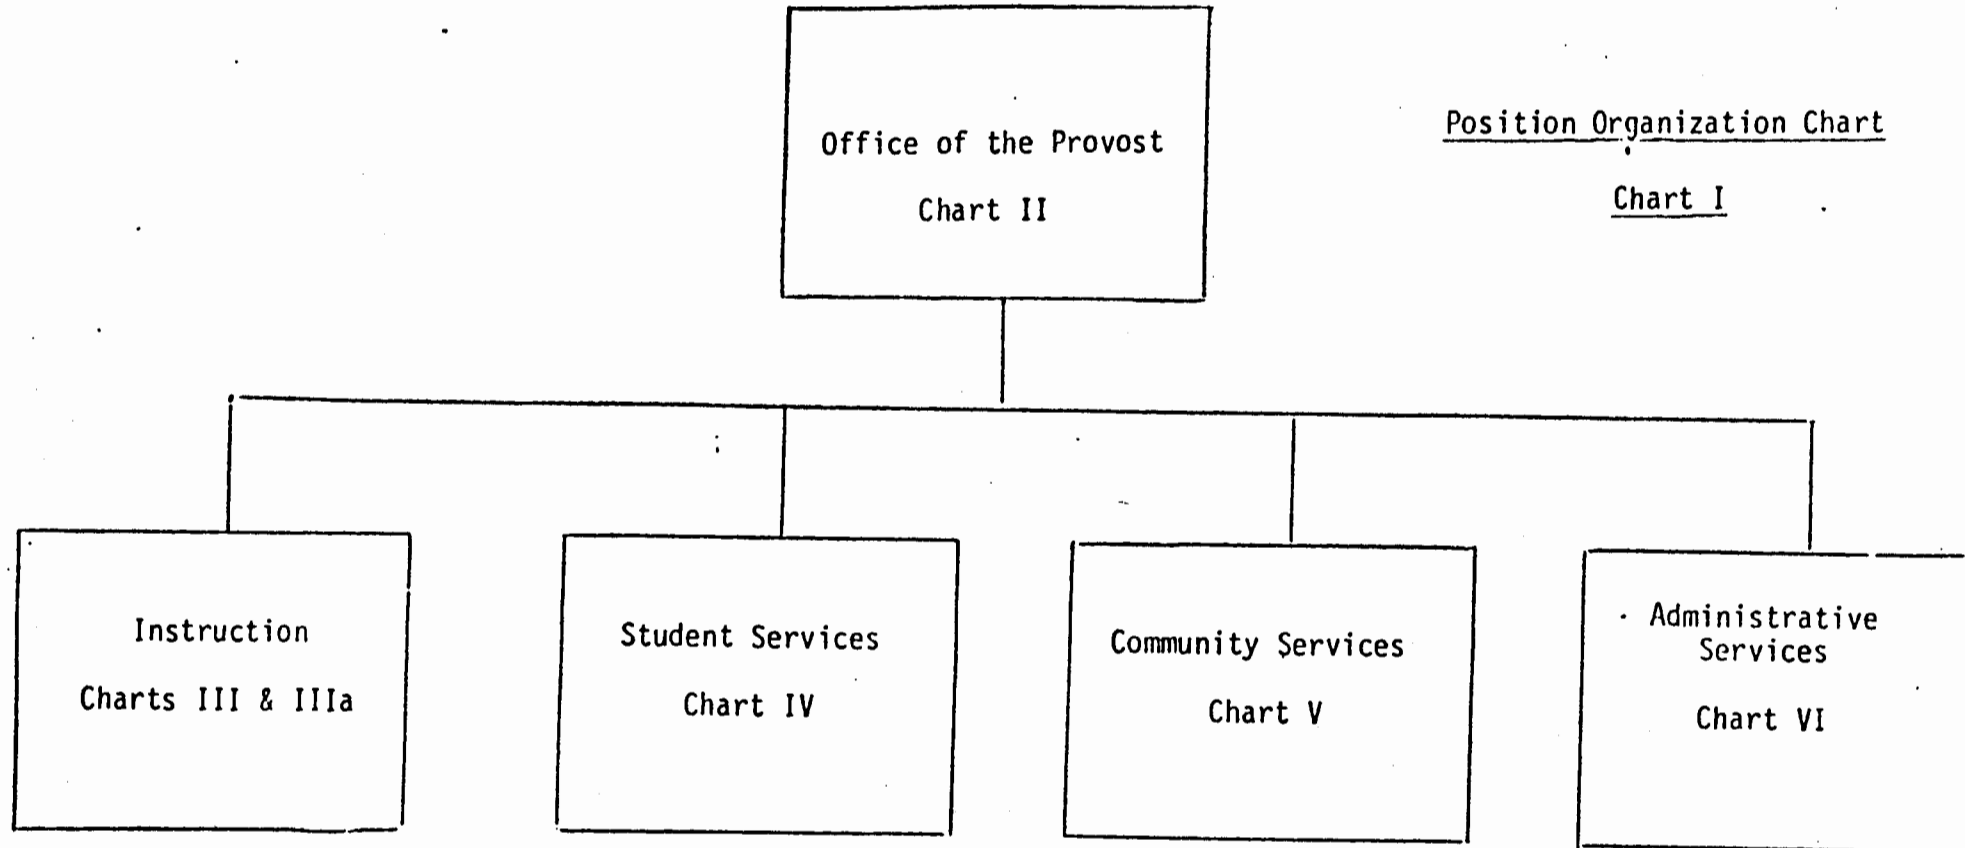 Office of the Provost
Chart II
Position Organization Chart
Chart I
Instruction
Charts III & IIIa
Student Services
Chart IV
Community Services
Chart V
Administrative
Services
Chart VI